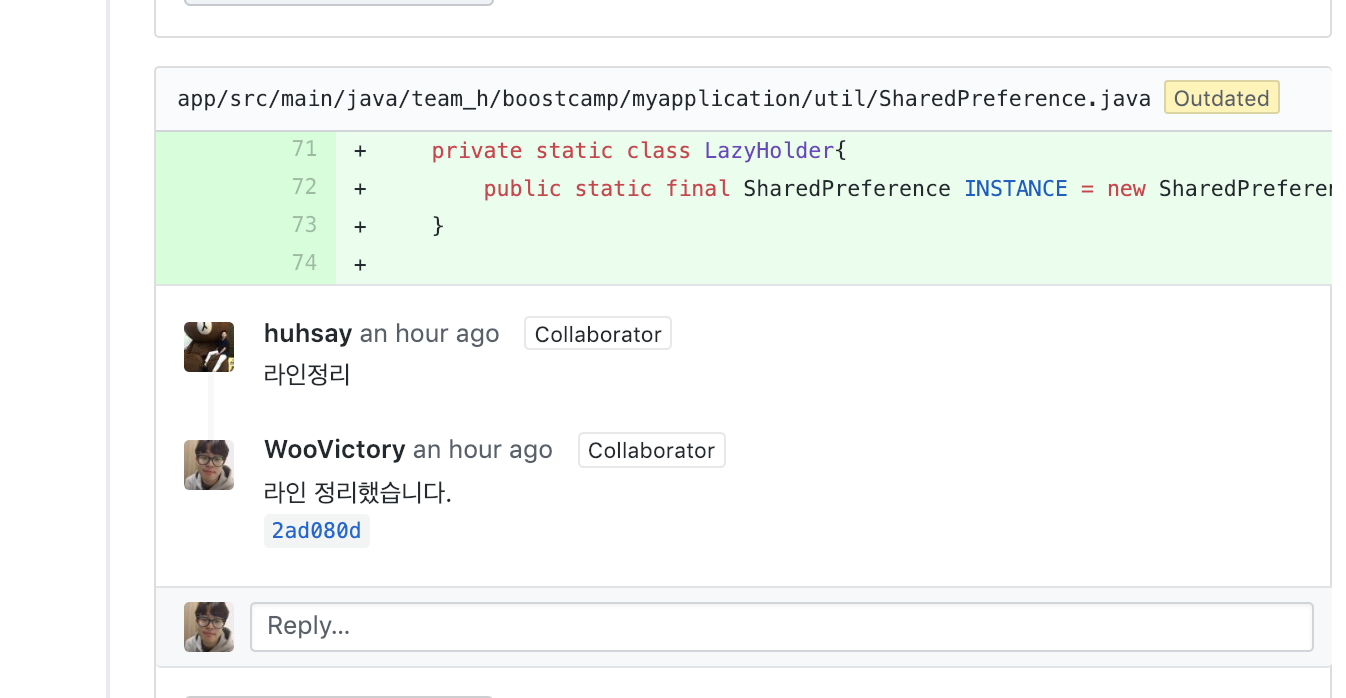 app/src/main/java/team_h/boostcamp/myapplication/util/SharedPreference.java Outdated
71 + private static class LazyHolder{
72 + public static final SharedPreference INSTANCE = new
73 + }
74 +
huhsay an hour ago Collaborator
라인정리
WooVictory an hour ago Collaborator
라인 정리했습니다.
2ad080d
Reply...